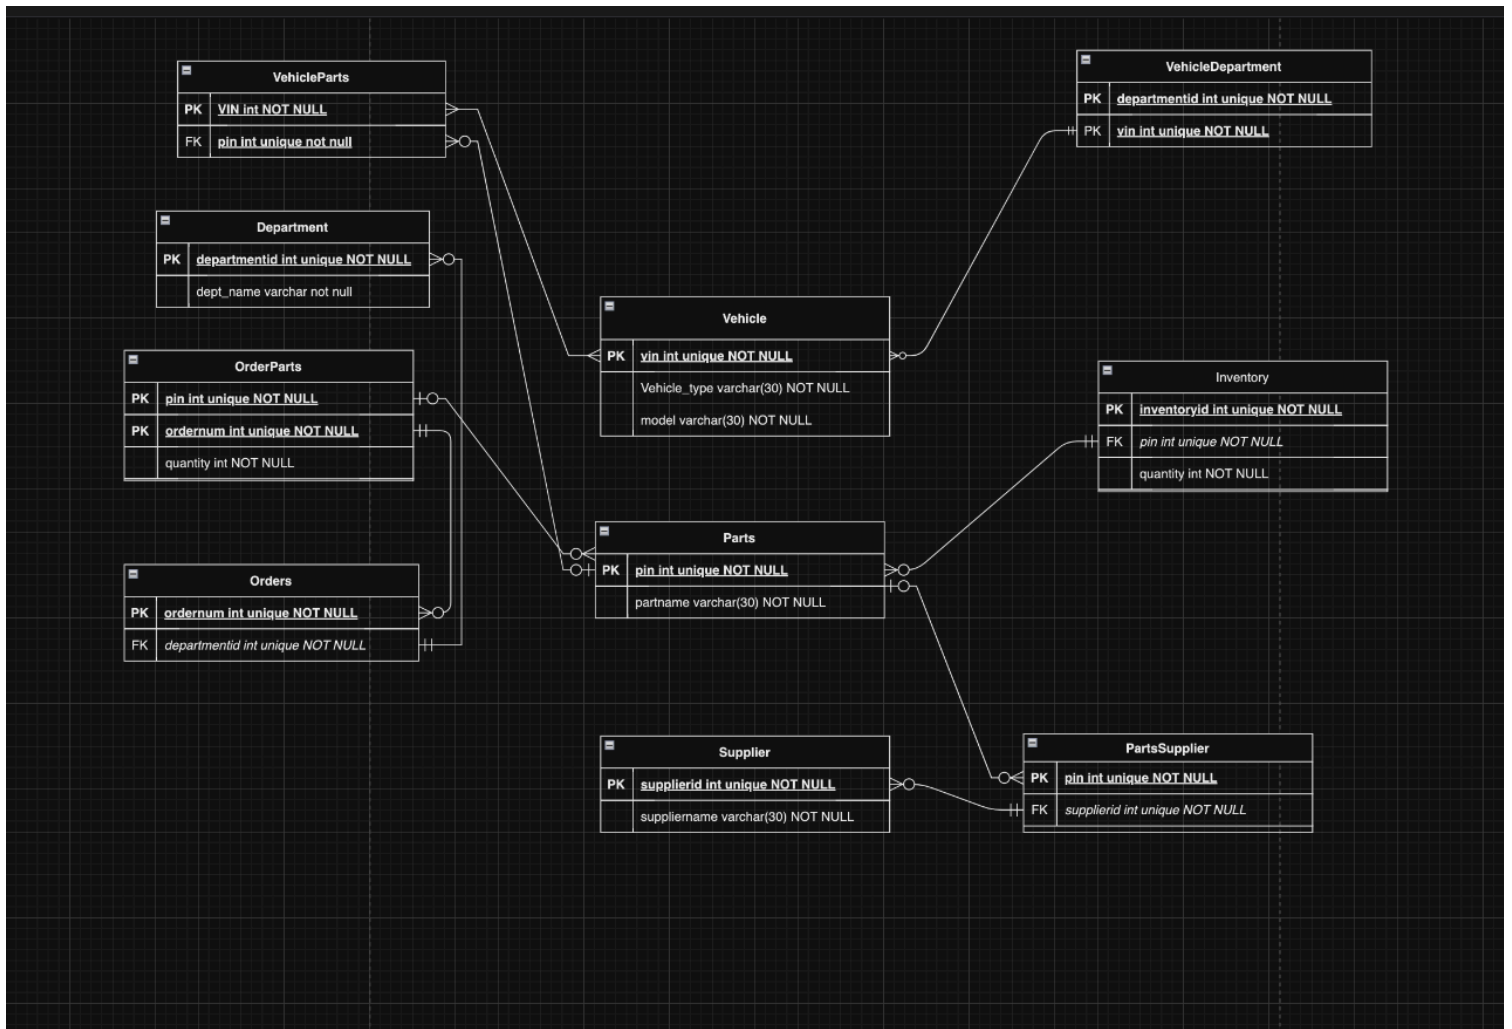 VehicleParts
PK VIN int NOT NULL
FK pin int unique not null
VehicleDepartment
PK departmentid int unique NOT NULL
PK vin int unique NOT NULL
Department
PK departmentid int unique NOT NULL
dept_name varchar not null
Vehicle
PK vin int unique NOT NULL
Vehicle_type varchar(30) NOT NULL
model varchar(30) NOT NULL
OrderParts
PK pin int unique NOT NULL
PK ordernum int unique NOT NULL
quantity int NOT NULL
Inventory
PK inventoryid int unique NOT NULL
FK pin int unique NOT NULL
quantity int NOT NULL
Parts
PK pin int unique NOT NULL
partname varchar(30) NOT NULL
Orders
PK ordernum int unique NOT NULL
FK departmentid int unique NOT NULL
Supplier
PK supplierid int unique NOT NULL
suppliername varchar(30) NOT NULL
PartsSupplier
PK pin int unique NOT NULL
FK supplierid int unique NOT NULL